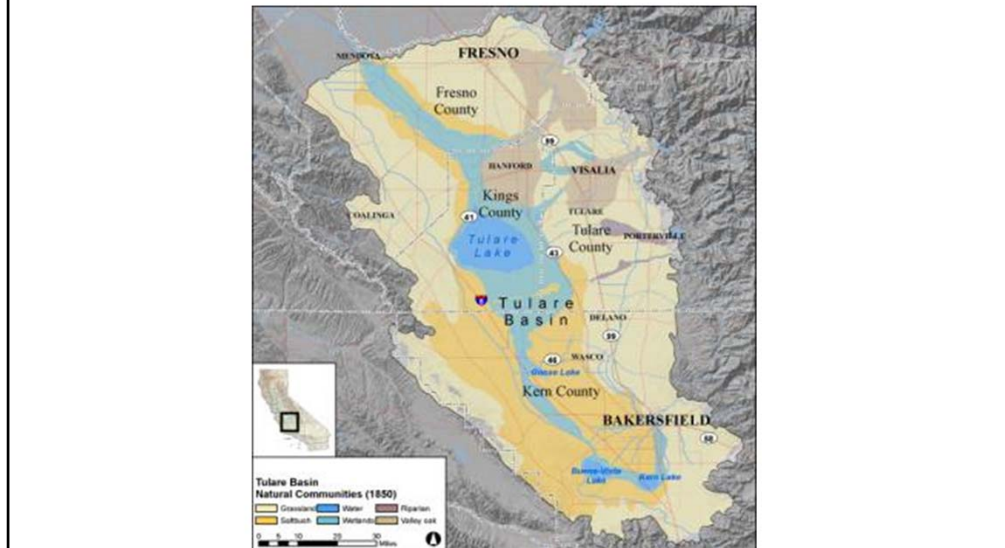 MENDOTA
FRESNO
Fresno
County
99
HANFORD
VISALIA
Kings
County
41
COALINGA
TULARE
Tulare
Lake
Tulare
County
PORTERVILLE
43
Tulare
Basin
DELANO
99
46
WASCO
Goose Lake
Kern County
BAKERSFIELD
58
Buena Vista
Lake
Kern Lake
Tulare Basin
Natural Communities (1850)
Grassland Water Riparian
Saltbush Wetlands Valley oak
0 5 10 20 30
Miles